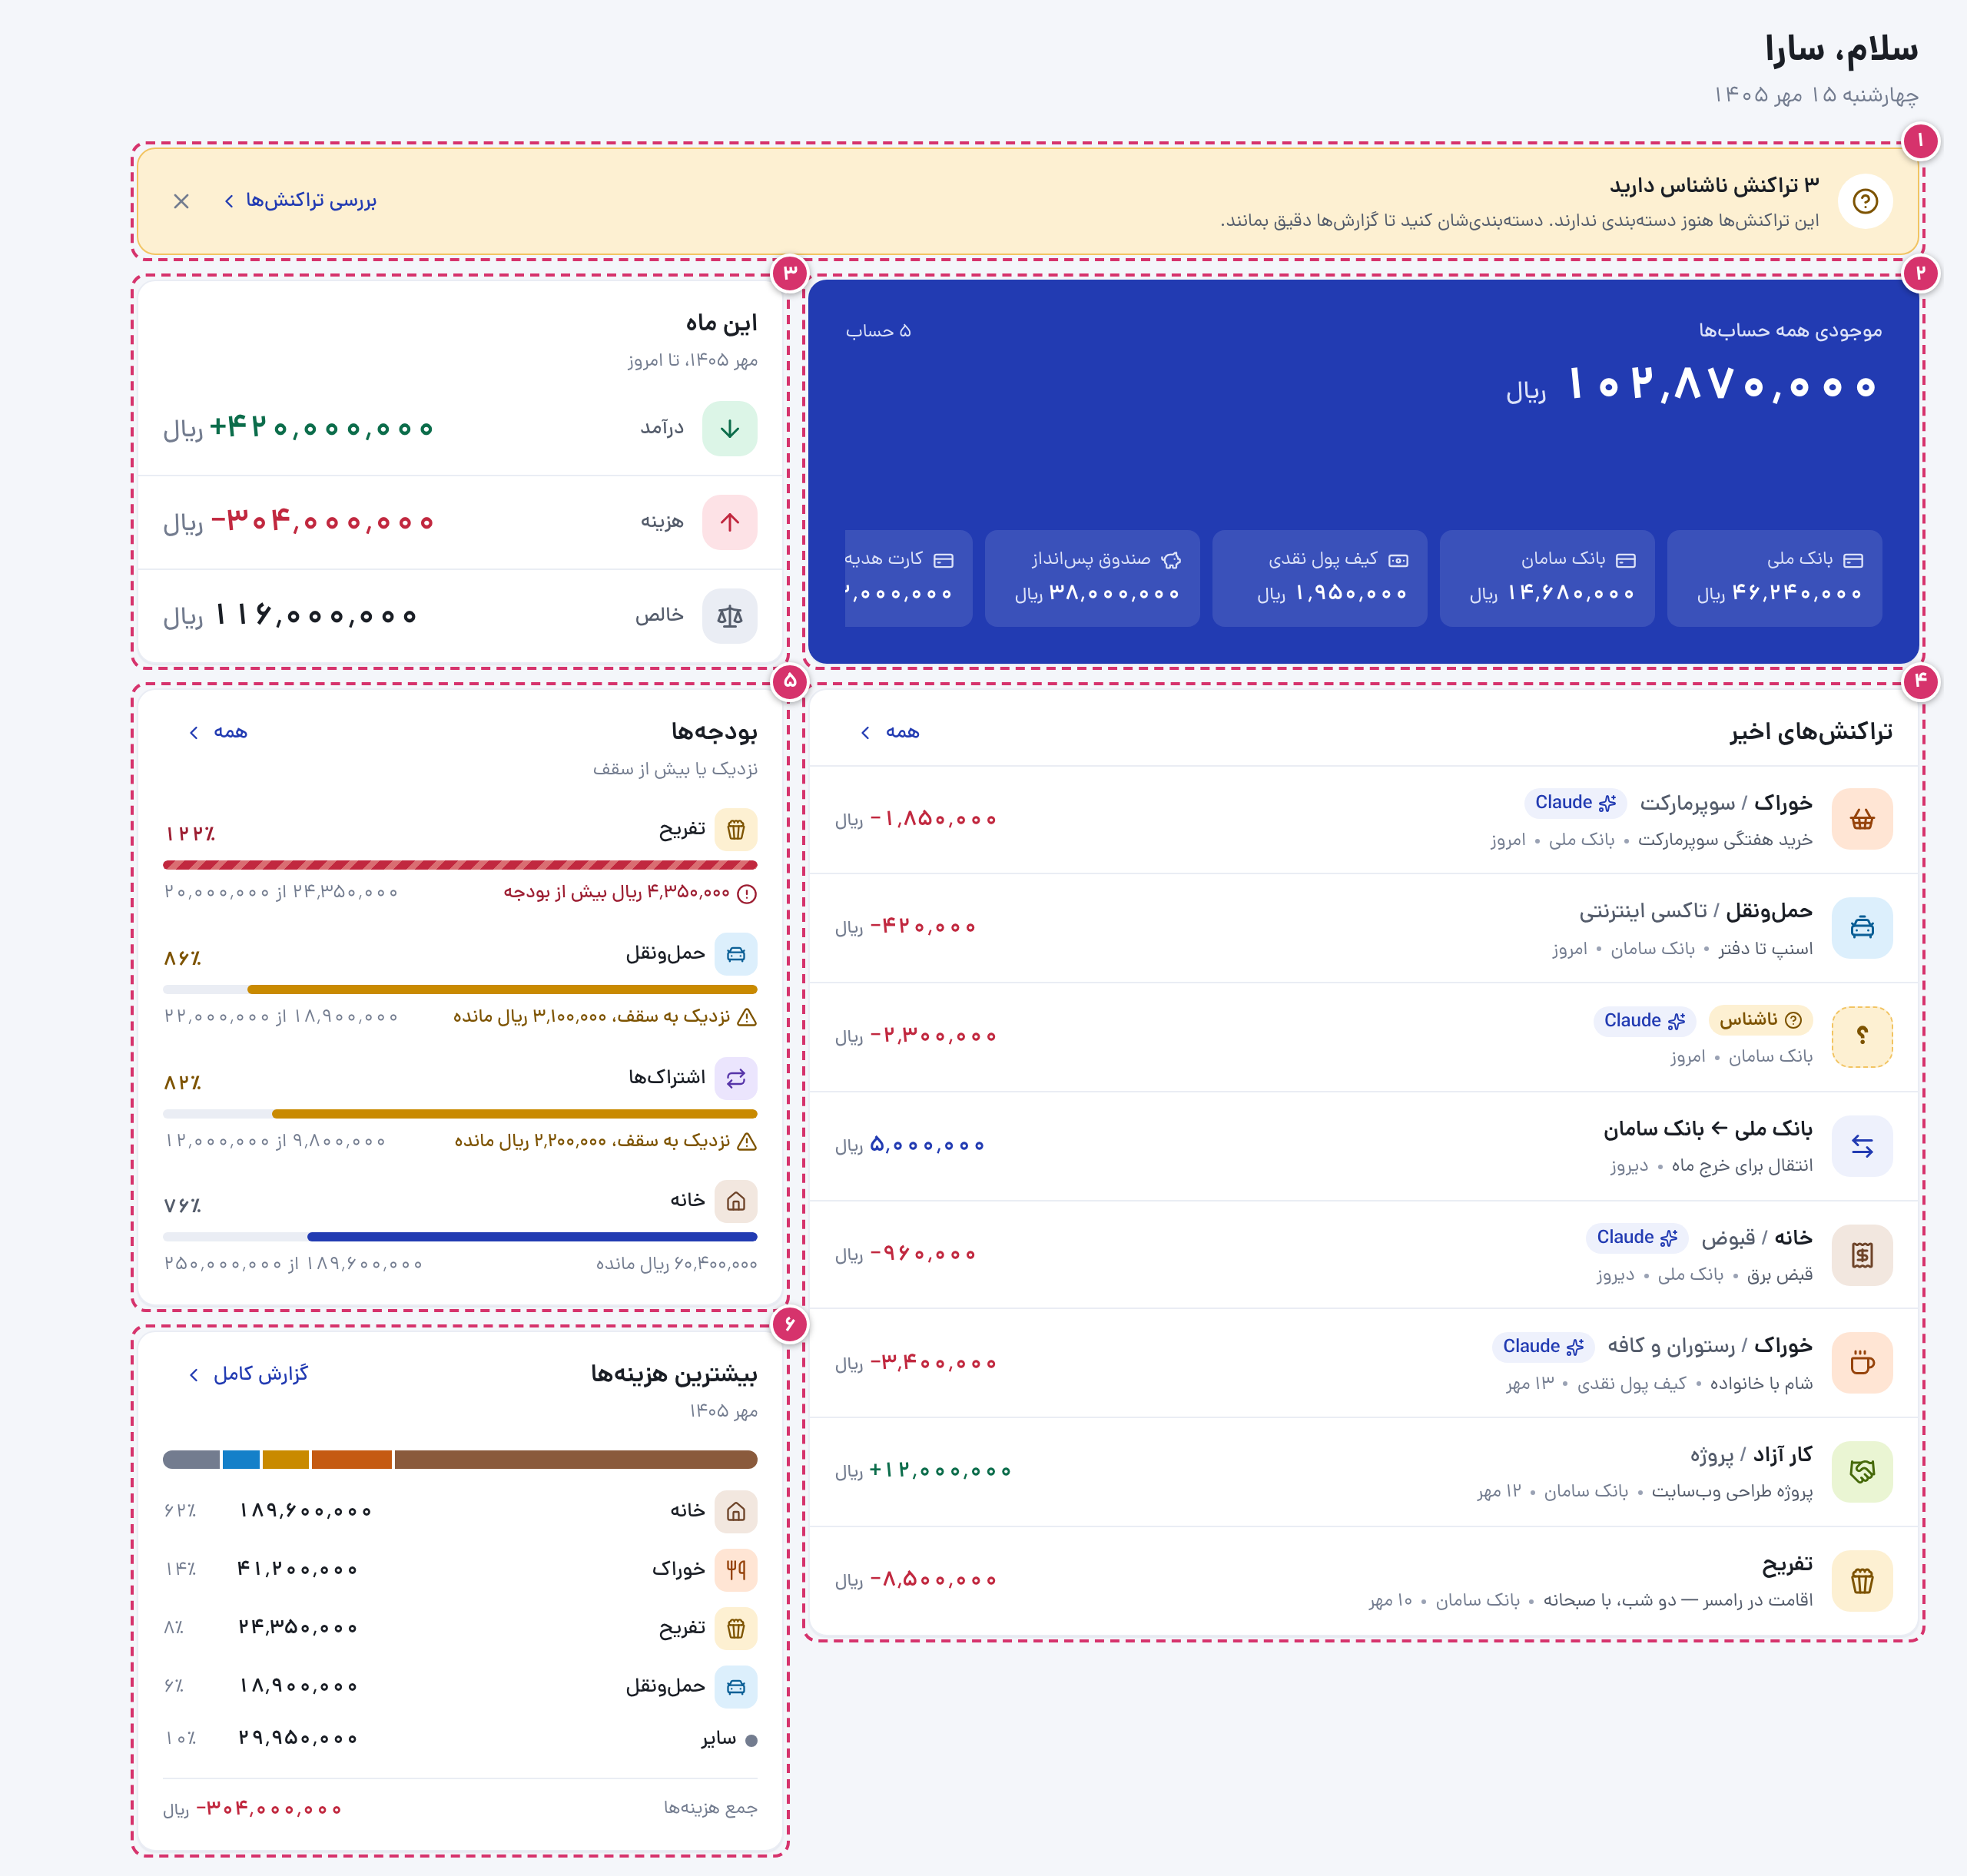 سلام، سارا
چهارشنبه ۱۵ مهر ۱۴۰۵
۱
۳ تراکنش ناشناس دارید
این تراکنش‌ها هنوز دسته‌بندی ندارند. دسته‌بندی‌شان کنید تا گزارش‌ها دقیق بمانند.
بررسی تراکنش‌ها
۲
موجودی همه حساب‌ها
۵ حساب
۱۰۲,۸۷۰,۰۰۰ ریال
بانک ملی
۴۶,۲۴۰,۰۰۰ ریال
بانک سامان
۱۴,۶۸۰,۰۰۰ ریال
کیف پول نقدی
۱,۹۵۰,۰۰۰ ریال
صندوق پس‌انداز
۳۸,۰۰۰,۰۰۰ ریال
کارت هدیه
,۰۰۰,۰۰۰
۳
این ماه
مهر ۱۴۰۵، تا امروز
درآمد
+۴۲۰,۰۰۰,۰۰۰ ریال
هزینه
−۳۰۴,۰۰۰,۰۰۰ ریال
خالص
۱۱۶,۰۰۰,۰۰۰ ریال
۴
تراکنش‌های اخیر
همه
خوراک / سوپرمارکت Claude
خرید هفتگی سوپرمارکت • بانک ملی • امروز
−۱,۸۵۰,۰۰۰ ریال
حمل‌ونقل / تاکسی اینترنتی
اسنپ تا دفتر • بانک سامان • امروز
−۴۲۰,۰۰۰ ریال
؟
ناشناس Claude
بانک سامان • امروز
−۲,۳۰۰,۰۰۰ ریال
بانک ملی ← بانک سامان
انتقال برای خرج ماه • دیروز
۵,۰۰۰,۰۰۰ ریال
خانه / قبوض Claude
قبض برق • بانک ملی • دیروز
−۹۶۰,۰۰۰ ریال
خوراک / رستوران و کافه Claude
شام با خانواده • کیف پول نقدی • ۱۳ مهر
−۳,۴۰۰,۰۰۰ ریال
کار آزاد / پروژه
پروژه طراحی وب‌سایت • بانک سامان • ۱۲ مهر
+۱۲,۰۰۰,۰۰۰ ریال
تفریح
اقامت در رامسر — دو شب، با صبحانه • بانک سامان • ۱۰ مهر
−۸,۵۰۰,۰۰۰ ریال
۵
بودجه‌ها
همه
نزدیک یا بیش از سقف
تفریح
۱۲۲٪
۴,۳۵۰,۰۰۰ ریال بیش از بودجه
۲۴,۳۵۰,۰۰۰ از ۲۰,۰۰۰,۰۰۰
حمل‌ونقل
۸۶٪
نزدیک به سقف، ۳,۱۰۰,۰۰۰ ریال مانده
۱۸,۹۰۰,۰۰۰ از ۲۲,۰۰۰,۰۰۰
اشتراک‌ها
۸۲٪
نزدیک به سقف، ۲,۲۰۰,۰۰۰ ریال مانده
۹,۸۰۰,۰۰۰ از ۱۲,۰۰۰,۰۰۰
خانه
۷۶٪
۶۰,۴۰۰,۰۰۰ ریال مانده
۱۸۹,۶۰۰,۰۰۰ از ۲۵۰,۰۰۰,۰۰۰
۶
بیشترین هزینه‌ها
گزارش کامل
مهر ۱۴۰۵
خانه
۱۸۹,۶۰۰,۰۰۰
۶۲٪
خوراک
۴۱,۲۰۰,۰۰۰
۱۴٪
تفریح
۲۴,۳۵۰,۰۰۰
۸٪
حمل‌ونقل
۱۸,۹۰۰,۰۰۰
۶٪
سایر
۲۹,۹۵۰,۰۰۰
۱۰٪
جمع هزینه‌ها
−۳۰۴,۰۰۰,۰۰۰ ریال